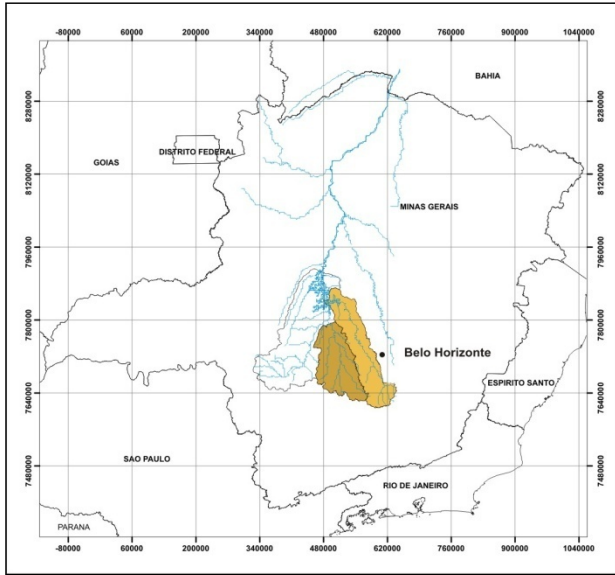 -80000 60000 200000 340000 480000 620000 760000 900000 1040000
BAHIA
8280000 8280000
DISTRITO FEDERAL
GOIAS
8120000 8120000
MINAS GERAIS
7960000 7960000
7800000 7800000
Belo Horizonte
ESPIRITO SANTO
7640000 7640000
SAO PAULO
7480000 7480000
RIO DE JANEIRO
PARANA
-80000 60000 200000 340000 480000 620000 760000 900000 1040000